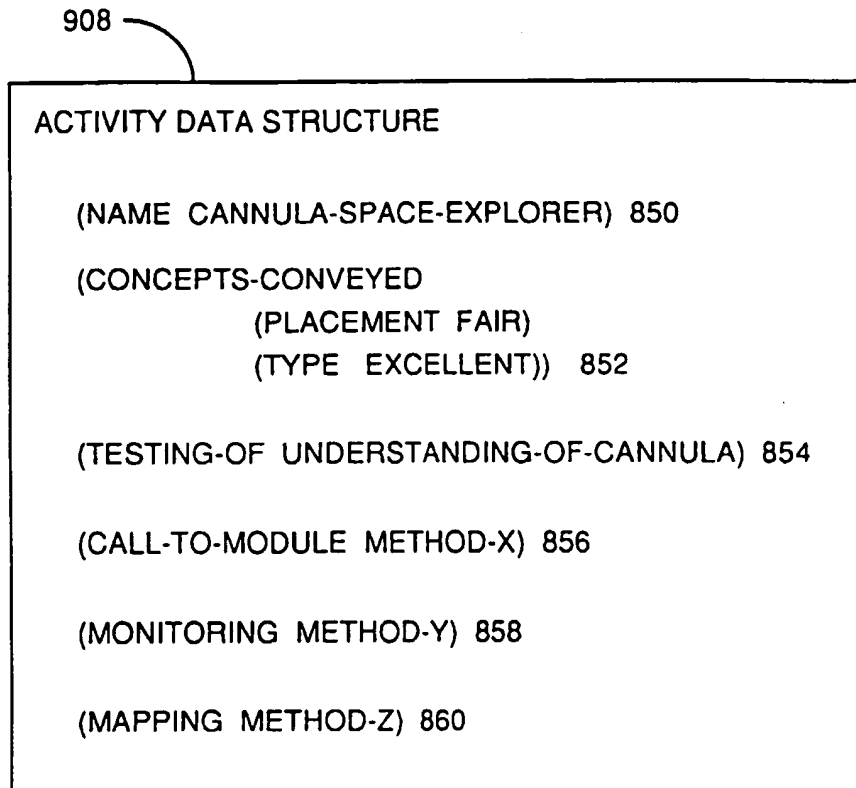 908
ACTIVITY DATA STRUCTURE
(NAME CANNULA-SPACE-EXPLORER) 850
(CONCEPTS-CONVEYED
(PLACEMENT FAIR)
(TYPE EXCELLENT)) 852
(TESTING-OF UNDERSTANDING-OF-CANNULA) 854
(CALL-TO-MODULE METHOD-X) 856
(MONITORING METHOD-Y) 858
(MAPPING METHOD-Z) 860